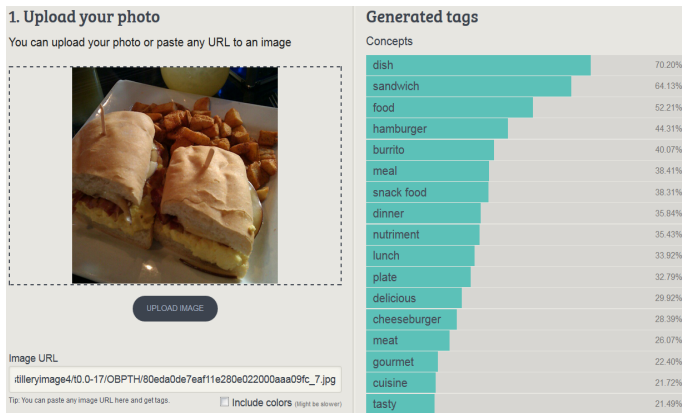 1. Upload your photo
You can upload your photo or paste any URL to an image
UPLOAD IMAGE
Image URL
tilleryimage4/t0.0-17/OBPTH/80eda0de7eaf11e280e022000aaa09fc_7.jpg
Tip: You can paste any image URL here and get tags.
Include colors (Might be slower)
Generated tags
Concepts
dish 70.20%
sandwich 64.13%
food 52.21%
hamburger 44.31%
burrito 40.07%
meal 38.41%
snack food 38.31%
dinner 35.84%
nutriment 35.43%
lunch 33.92%
plate 32.79%
delicious 29.92%
cheeseburger 28.39%
meat 26.07%
gourmet 22.40%
cuisine 21.72%
tasty 21.49%